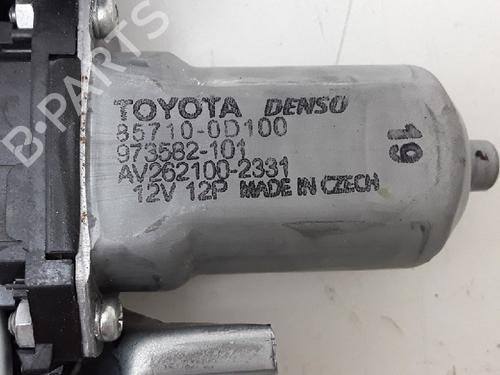 B-PARTS
TOYOTA DENSO
85710-0D100
973582-101
AV262100-2331
12V 12P MADE IN CZECH
19